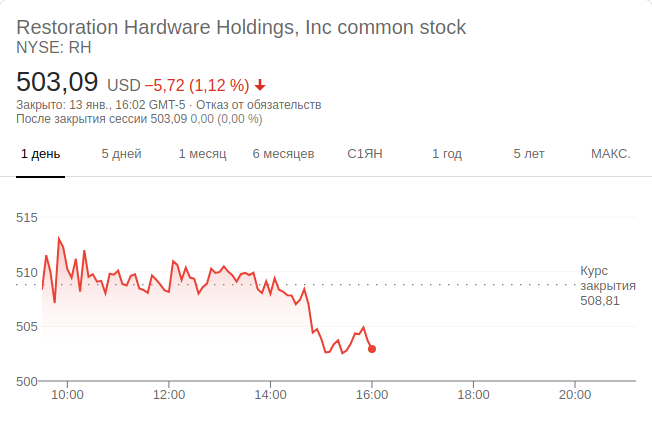 Restoration Hardware Holdings, Inc common stock
NYSE: RH
503,09 USD −5,72 (1,12 %)
Закрыто: 13 янв., 16:02 GMT-5 · Отказ от обязательств
После закрытия сессии 503,09 0,00 (0,00 %)
1 день 5 дней 1 месяц 6 месяцев С1ЯН 1 год 5 лет МАКС.
515
510
Курс
закрытия
508,81
505
500
10:00 12:00 14:00 16:00 18:00 20:00